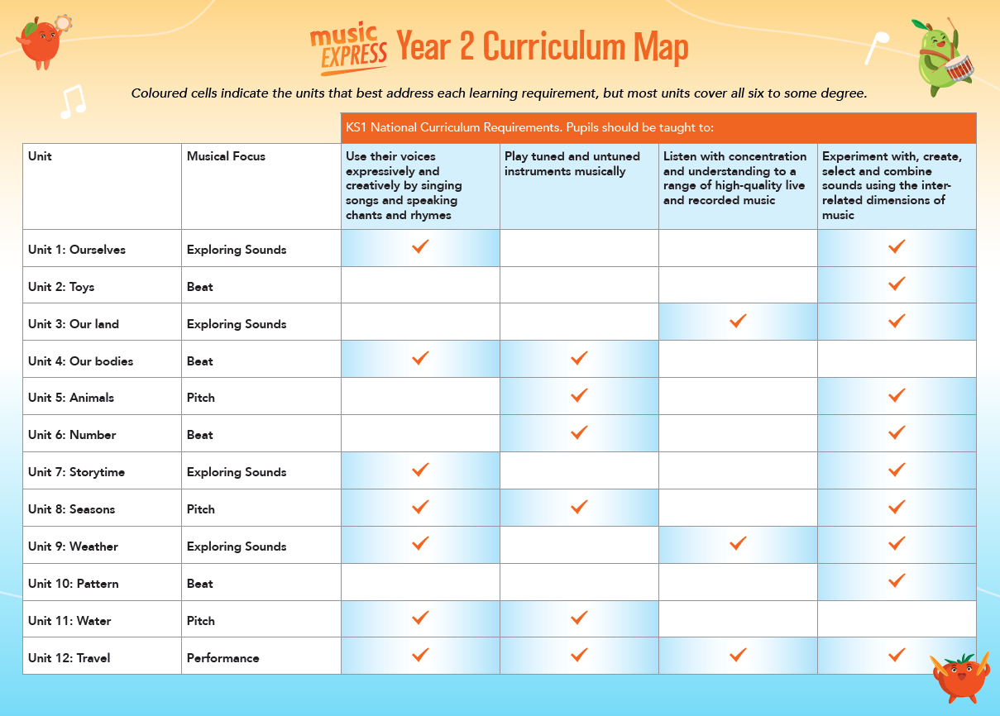 music EXPRESS Year 2 Curriculum Map
Coloured cells indicate the units that best address each learning requirement, but most units cover all six to some degree.
KS1 National Curriculum Requirements. Pupils should be taught to:
Unit
Musical Focus
Use their voices
expressively and
creatively by singing
songs and speaking
chants and rhymes
Play tuned and untuned
instruments musically
Listen with concentration
and understanding to a
range of high-quality live
and recorded music
Experiment with, create,
select and combine
sounds using the inter-
related dimensions of
music
Unit 1: Ourselves Exploring Sounds ✓ ✓
Unit 2: Toys Beat ✓
Unit 3: Our land Exploring Sounds ✓ ✓
Unit 4: Our bodies Beat ✓ ✓
Unit 5: Animals Pitch ✓ ✓
Unit 6: Number Beat ✓ ✓
Unit 7: Storytime Exploring Sounds ✓ ✓
Unit 8: Seasons Pitch ✓ ✓ ✓
Unit 9: Weather Exploring Sounds ✓ ✓ ✓
Unit 10: Pattern Beat ✓
Unit 11: Water Pitch ✓ ✓
Unit 12: Travel Performance ✓ ✓ ✓ ✓